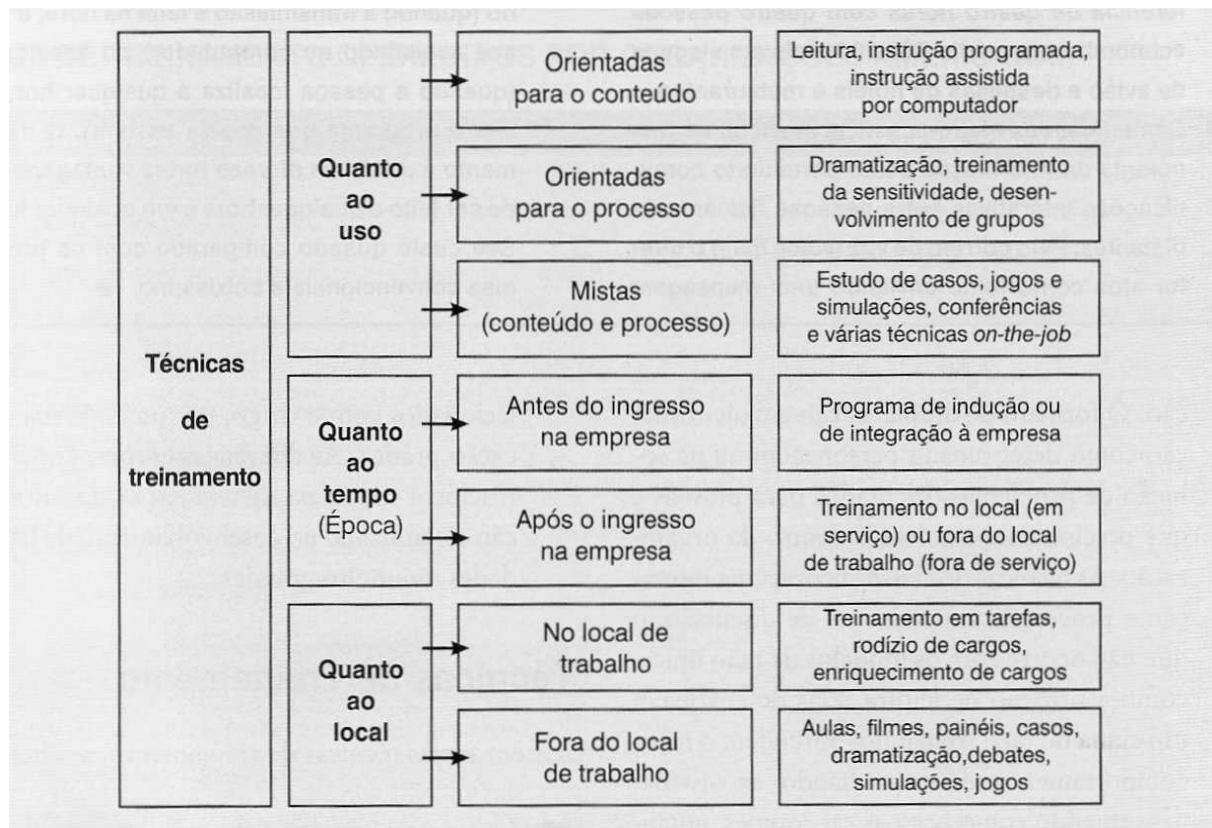 Técnicas
de
treinamento
Quanto
ao
uso
Orientadas
para o conteúdo
Leitura, instrução programada,
instrução assistida
por computador
Orientadas
para o processo
Dramatização, treinamento
da sensitividade, desen-
volvimento de grupos
Mistas
(conteúdo e processo)
Estudo de casos, jogos e
simulações, conferências
e várias técnicas on-the-job
Quanto
ao
tempo
(Época)
Antes do ingresso
na empresa
Programa de indução ou
de integração à empresa
Após o ingresso
na empresa
Treinamento no local (em
serviço) ou fora do local
de trabalho (fora de serviço)
Quanto
ao
local
No local de
trabalho
Treinamento em tarefas,
rodízio de cargos,
enriquecimento de cargos
Fora do local
de trabalho
Aulas, filmes, painéis, casos,
dramatização,debates,
simulações, jogos